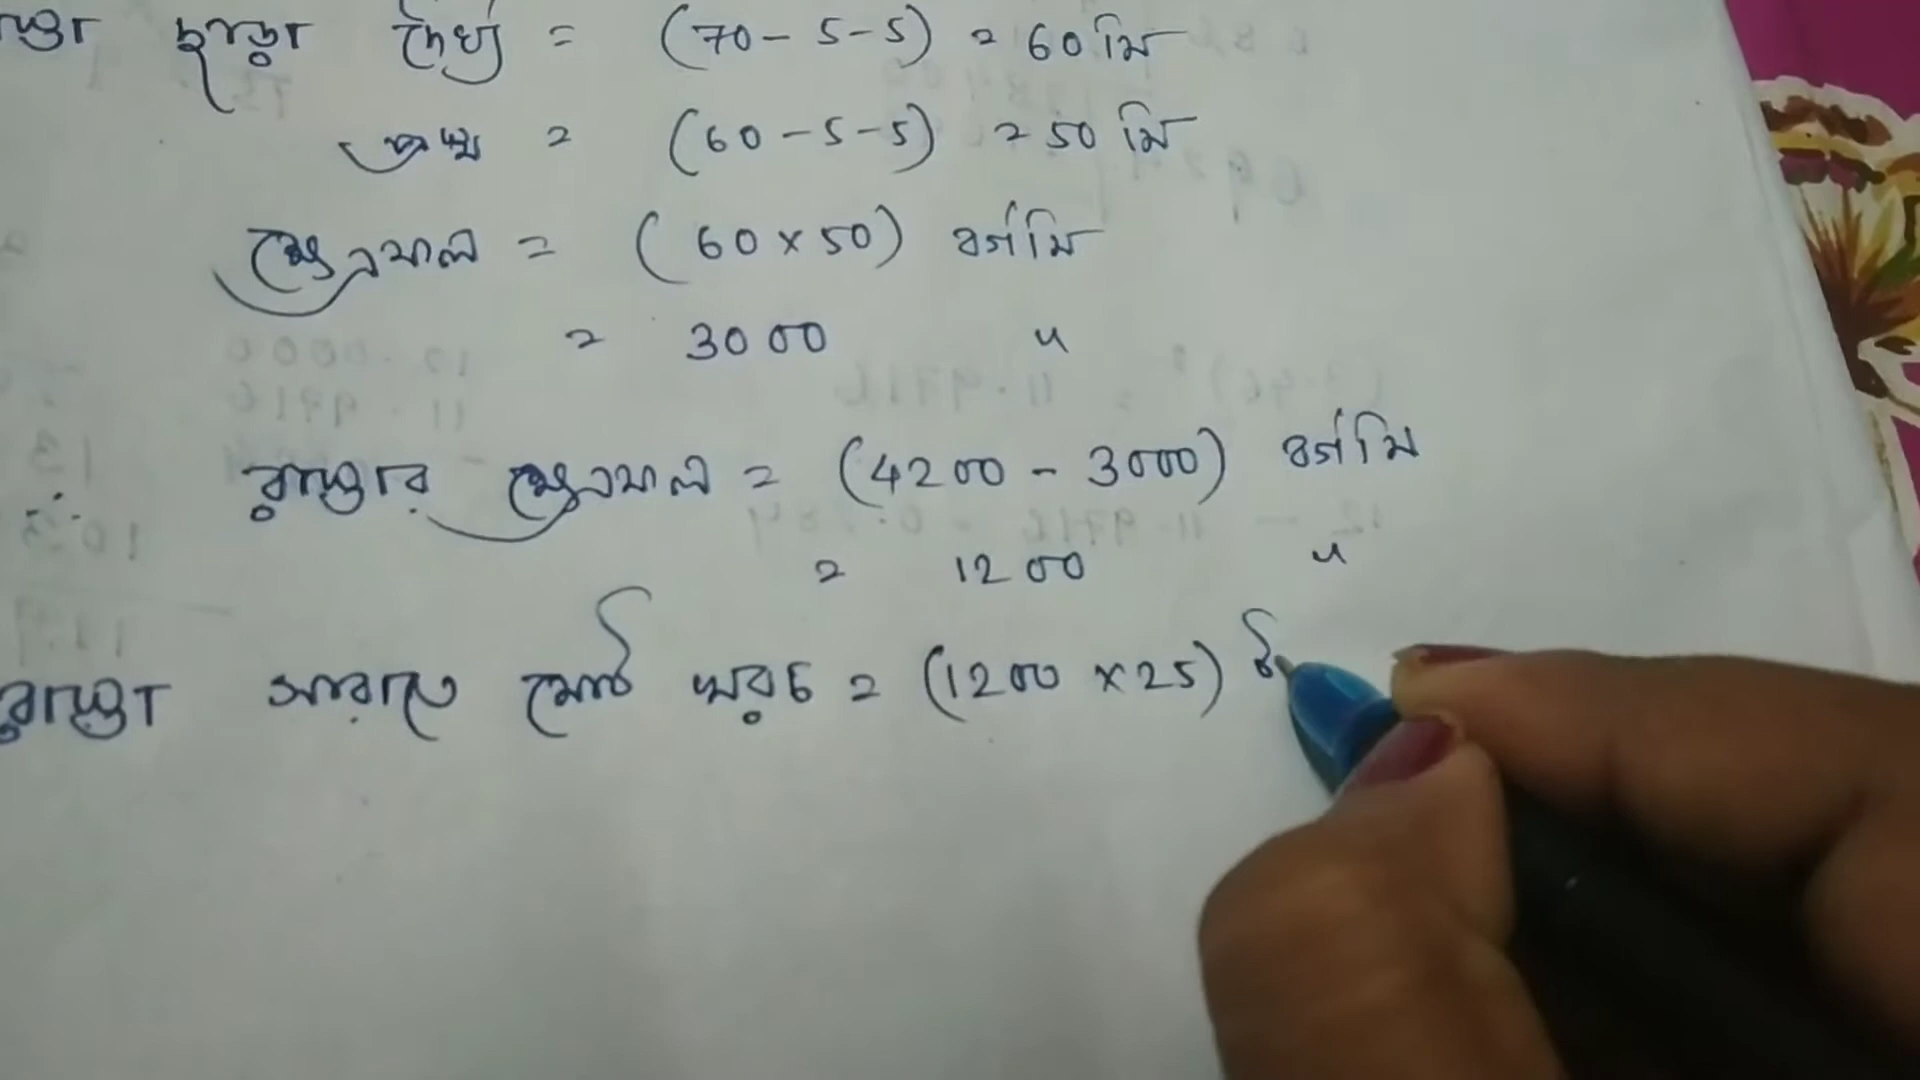 রাস্তা ছাড়া দৈর্ঘ্য = (70 - 5 - 5) = 60 মি
প্রস্থ = (60 - 5 - 5) = 50 মি
ক্ষেত্রফল = (60 × 50) বর্গমি
= 3000 "
রাস্তার ক্ষেত্রফল = (4200 - 3000) বর্গমি
= 1200 "
রাস্তা সারাতে মোট খরচ = (1200 × 25) ট